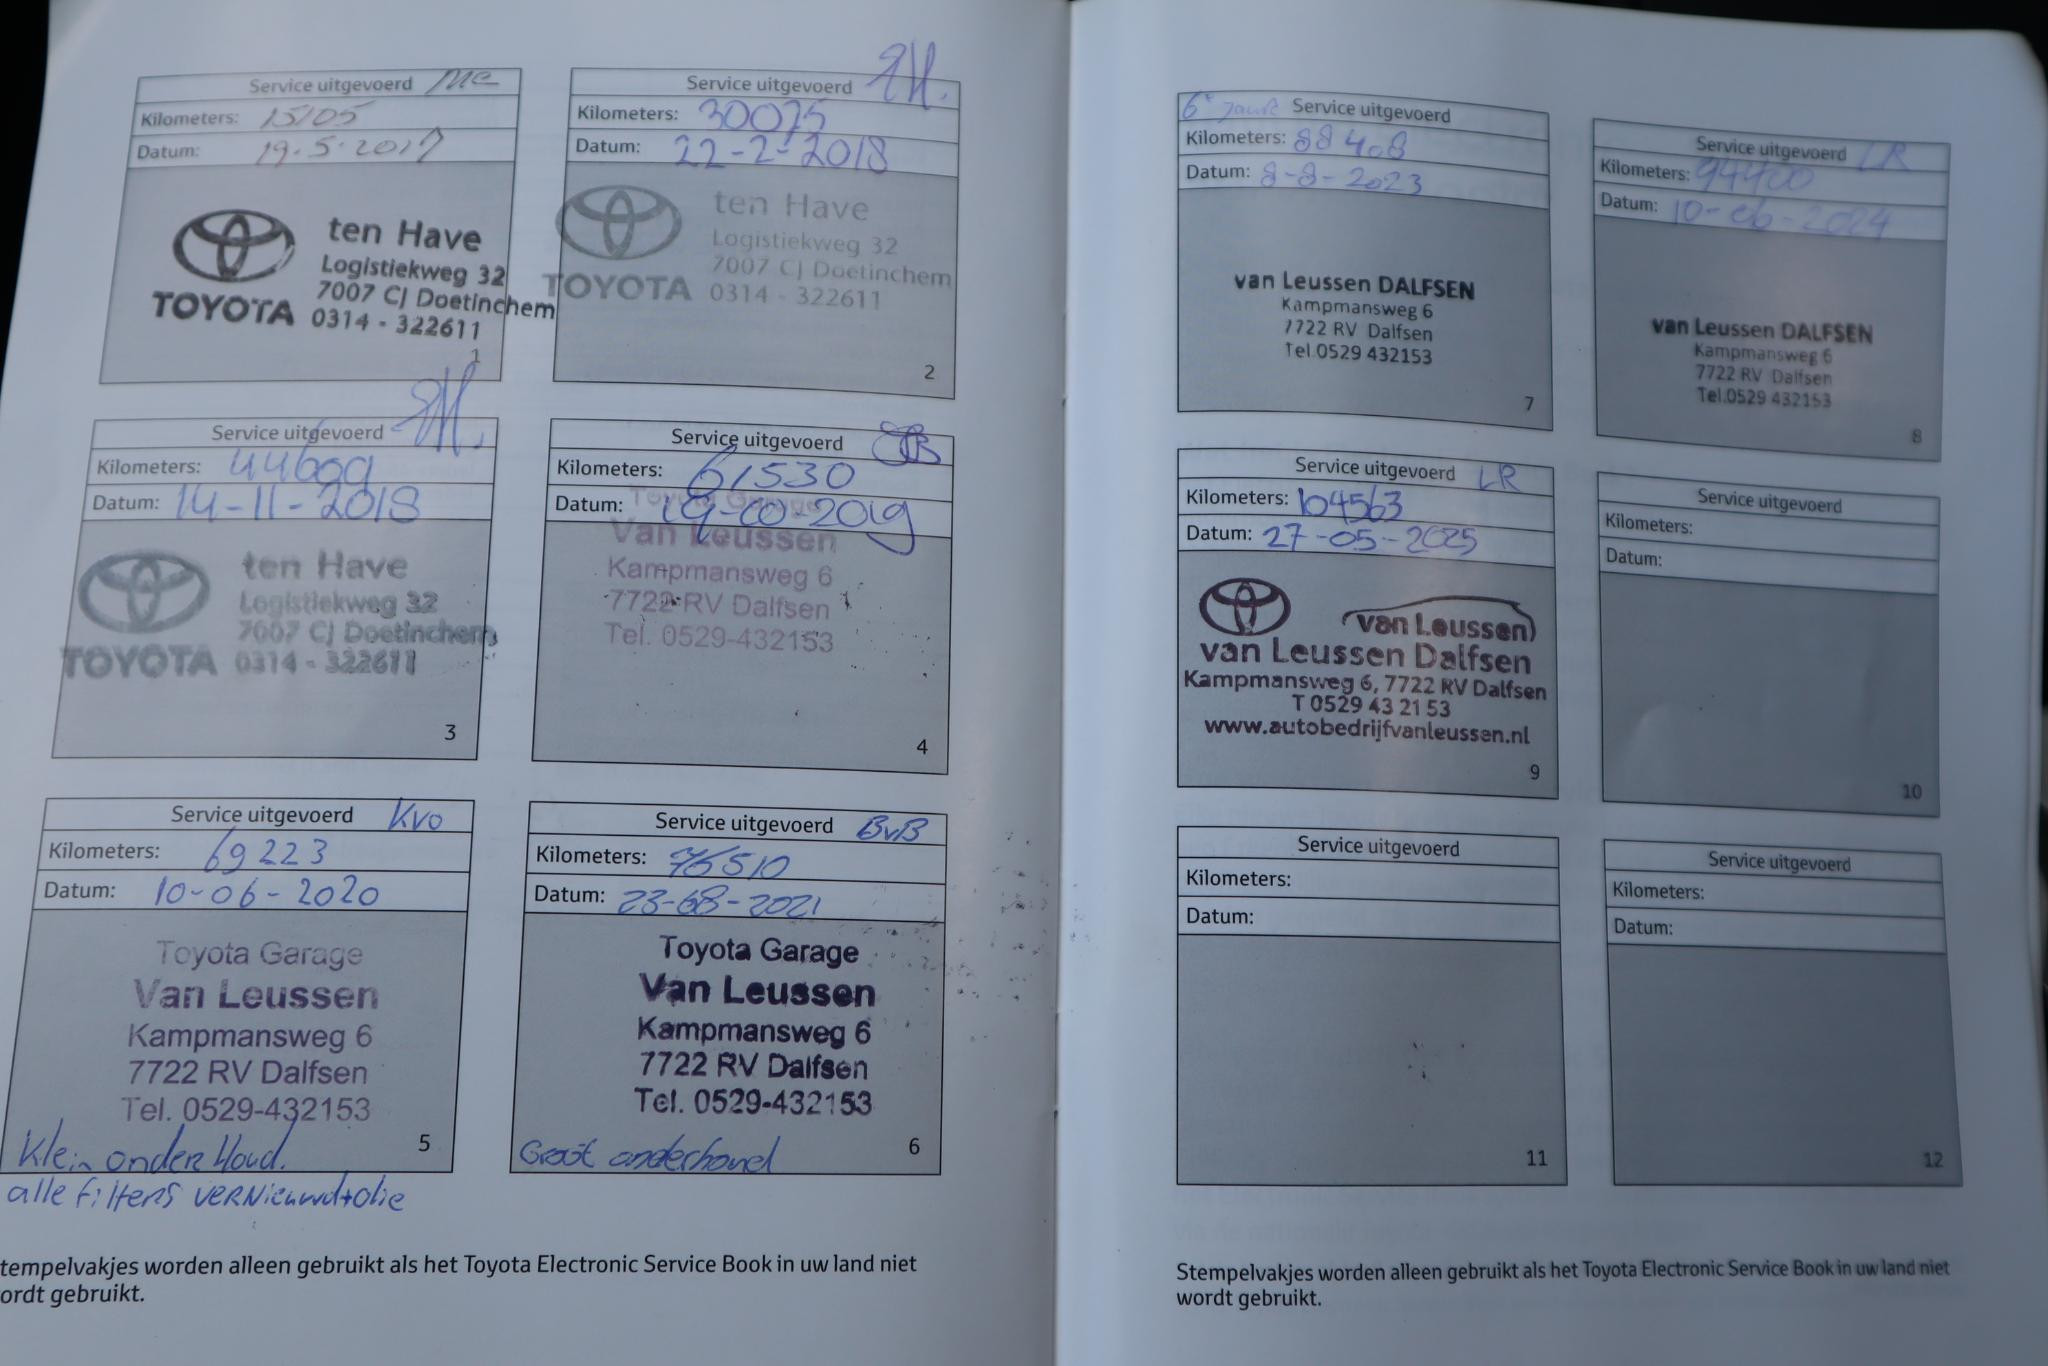 Service uitgevoerd
Kilometers: 15105
Datum: 19-5-2017
ten Have
Logistiekweg 32
7007 CJ Doetinchem
TOYOTA 0314 - 322611
1
Service uitgevoerd
Kilometers: 30075
Datum: 22-2-2018
ten Have
Logistiekweg 32
7007 CJ Doetinchem
TOYOTA 0314 - 322611
2
Service uitgevoerd
Kilometers: 44609
Datum: 14-11-2018
ten Have
Logistiekweg 32
7007 CJ Doetinchem
TOYOTA 0314 - 322611
3
Service uitgevoerd
Kilometers: 61530
Datum: 19-10-2019
Toyota Garage
Van Leussen
Kampmansweg 6
7722 RV Dalfsen
Tel. 0529-432153
4
Service uitgevoerd KVO
Kilometers: 69223
Datum: 10-06-2020
Toyota Garage
Van Leussen
Kampmansweg 6
7722 RV Dalfsen
Tel. 0529-432153
5
Klein onderHoud.
alle filters verNieuwd+olie
Service uitgevoerd BvB
Kilometers: 76510
Datum: 23-08-2021
Toyota Garage
Van Leussen
Kampmansweg 6
7722 RV Dalfsen
Tel. 0529-432153
6
Groot onderhoud
tempelvakjes worden alleen gebruikt als het Toyota Electronic Service Book in uw land niet
ordt gebruikt.
Service uitgevoerd
Kilometers: 88408
Datum: 8-8-2023
van Leussen DALFSEN
Kampmansweg 6
7722 RV Dalfsen
Tel.0529 432153
7
Service uitgevoerd LR
Kilometers: 94400
Datum: 10-06-2024
van Leussen DALFSEN
Kampmansweg 6
7722 RV Dalfsen
Tel.0529 432153
8
Service uitgevoerd LR
Kilometers: 104563
Datum: 27-05-2025
van Leussen
van Leussen Dalfsen
Kampmansweg 6, 7722 RV Dalfsen
T 0529 43 21 53
www.autobedrijfvanleussen.nl
9
Service uitgevoerd
Kilometers:
Datum:
10
Service uitgevoerd
Kilometers:
Datum:
11
Service uitgevoerd
Kilometers:
Datum:
12
Stempelvakjes worden alleen gebruikt als het Toyota Electronic Service Book in uw land niet
wordt gebruikt.